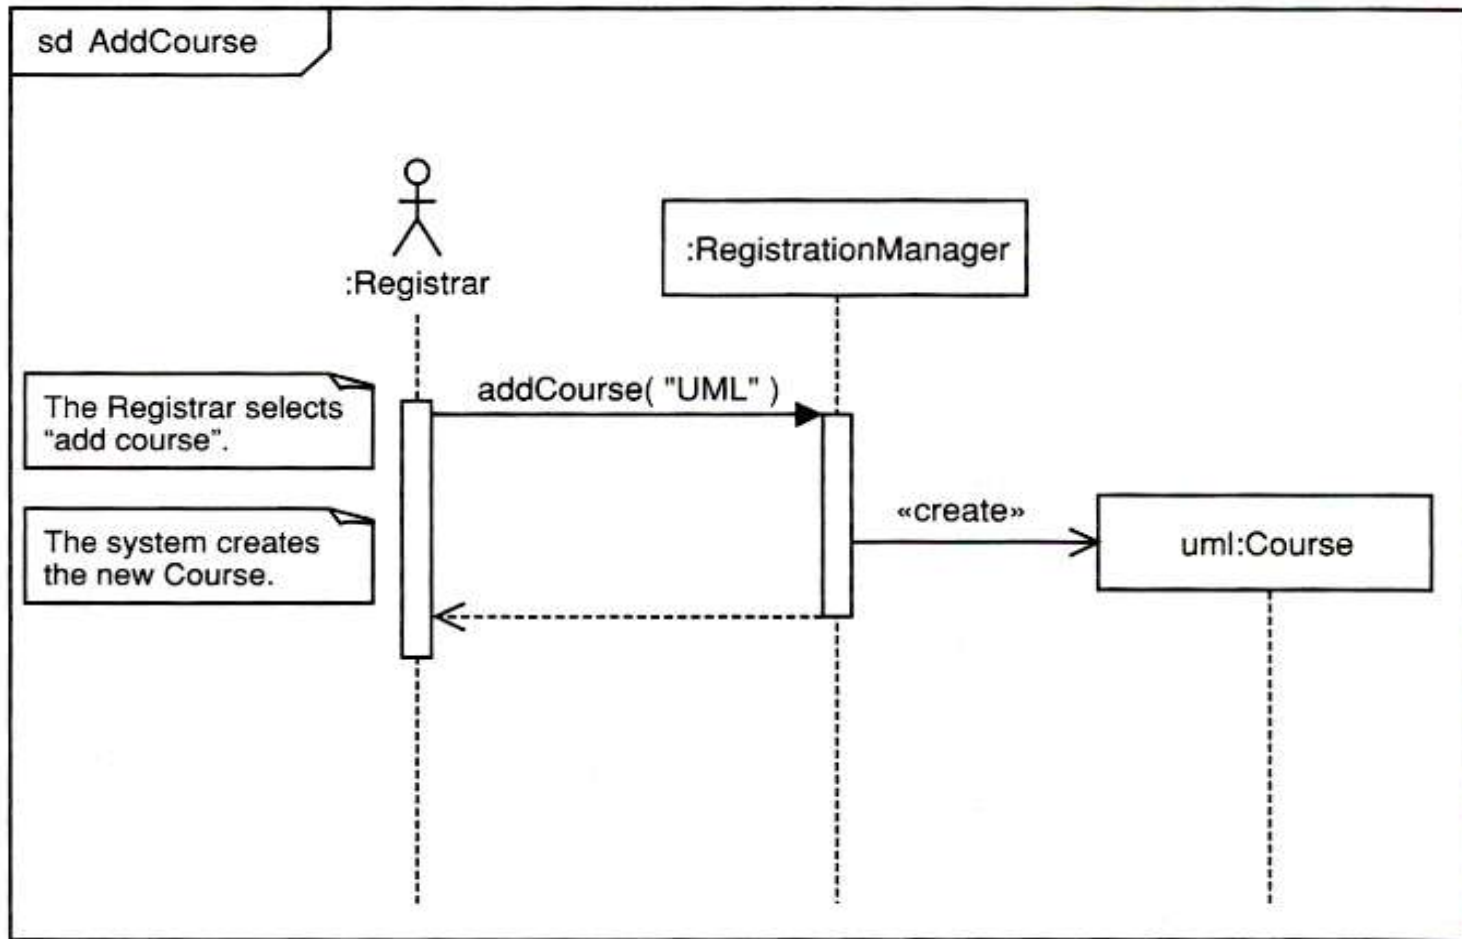 sd AddCourse
:Registrar
:RegistrationManager
The Registrar selects
“add course”.
addCourse( "UML" )
The system creates
the new Course.
«create»
uml:Course